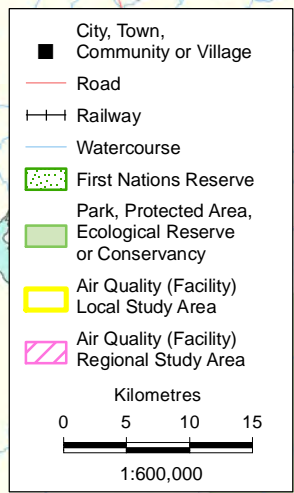 City, Town,
Community or Village
Road
Railway
Watercourse
First Nations Reserve
Park, Protected Area,
Ecological Reserve
or Conservancy
Air Quality (Facility)
Local Study Area
Air Quality (Facility)
Regional Study Area
Kilometres
0 5 10 15
1:600,000